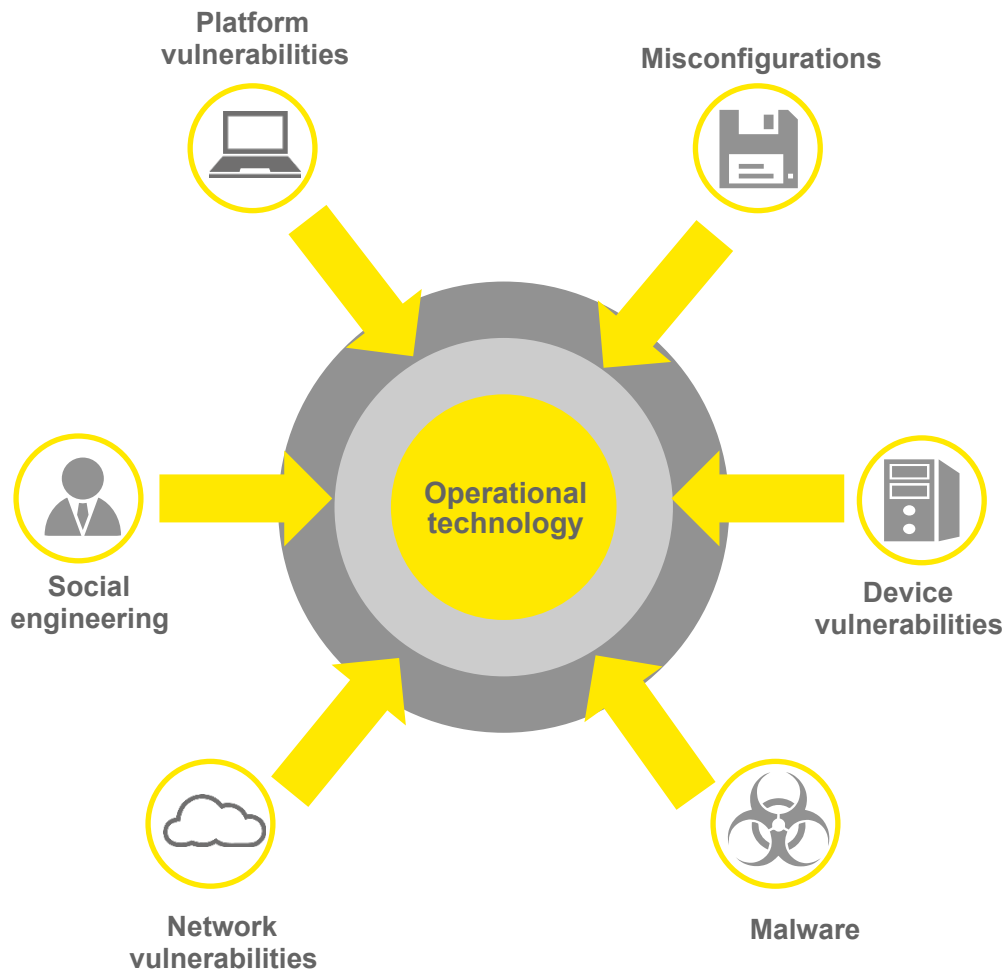 Platform
vulnerabilities
Misconfigurations
Operational
technology
Social
engineering
Device
vulnerabilities
Network
vulnerabilities
Malware